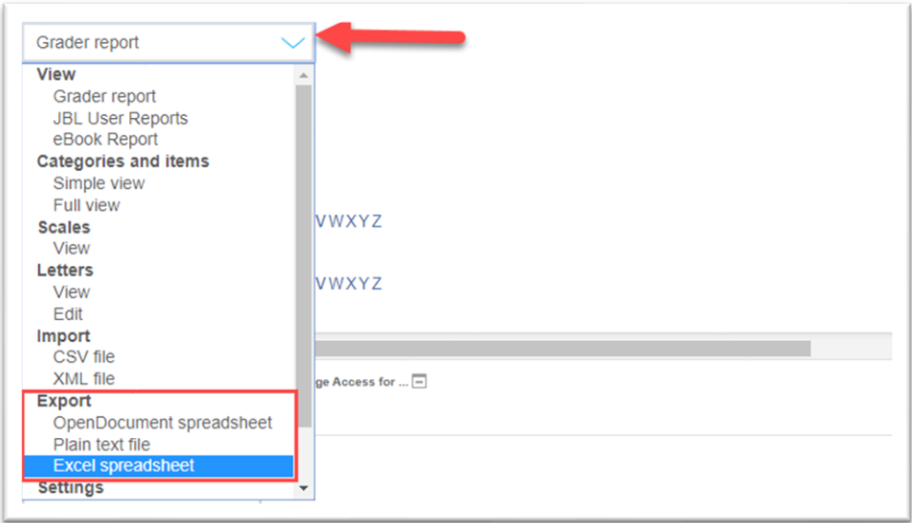 Grader report
View
Grader report
JBL User Reports
eBook Report
Categories and items
Simple view
Full view
Scales
VWXYZ
View
Letters
VWXYZ
View
Edit
Import
CSV file
XML file
ge Access for ...
Export
OpenDocument spreadsheet
Plain text file
Excel spreadsheet
Settings